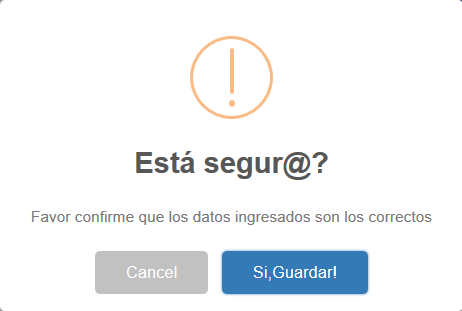 Está segur@?
Favor confirme que los datos ingresados son los correctos
Cancel
Si,Guardar!